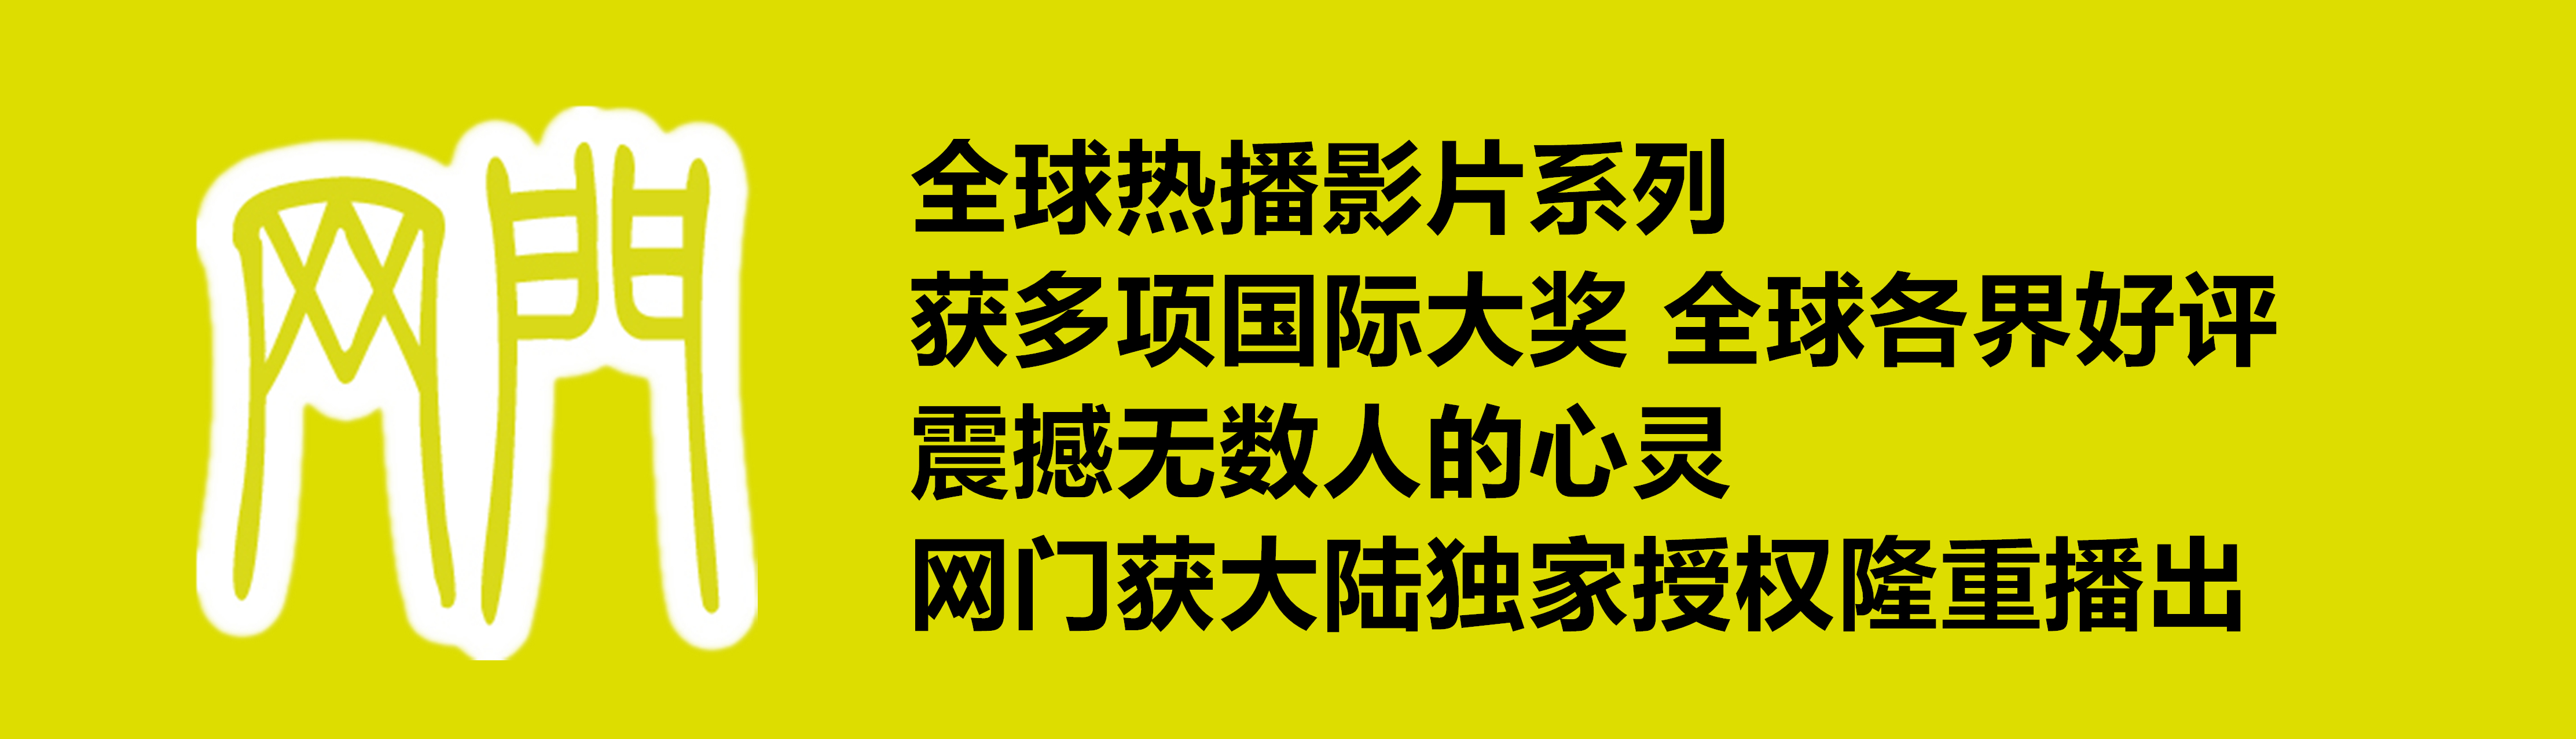 网門
全球热播影片系列
获多项国际大奖 全球各界好评
震撼无数人的心灵
网门获大陆独家授权隆重播出